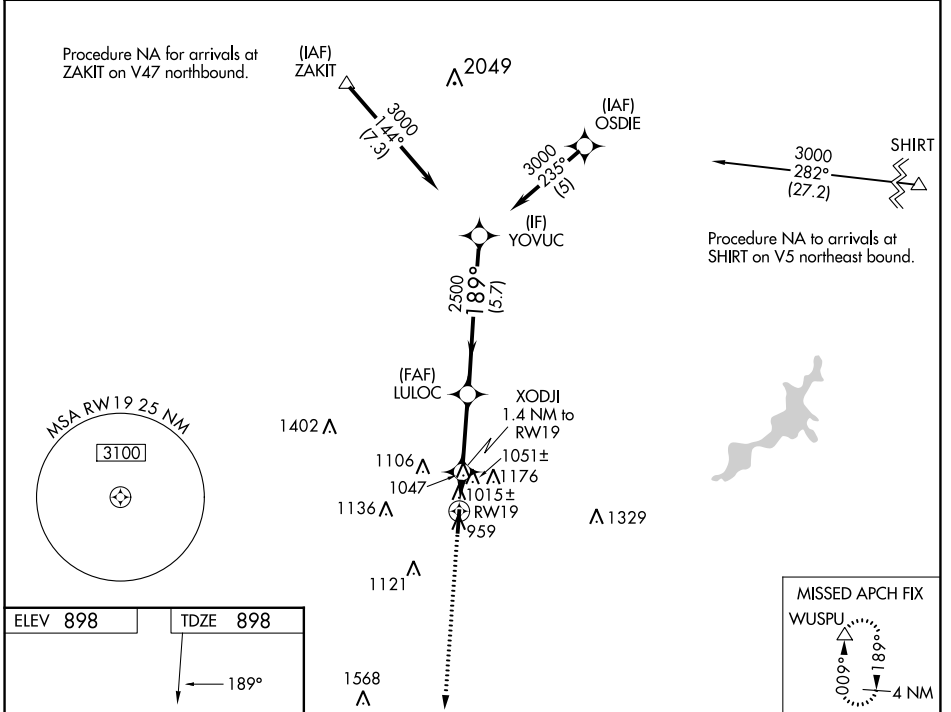 Procedure NA for arrivals at
ZAKIT on V47 northbound.
(IAF)
ZAKIT
2049
3000
144°
(7.3)
(IAF)
OSDIE
3000
235°
(5)
SHIRT
3000
282°
(27.2)
(IF)
YOVUC
Procedure NA to arrivals at
SHIRT on V5 northeast bound.
2500
189°
(5.7)
(FAF)
LULOC
XODJI
1.4 NM to
RW19
MSA RW19 25 NM
3100
1402
1106
1047
1051±
1176
1015±
1136
RW19
959
1329
1121
1568
ELEV 898
TDZE 898
189°
MISSED APCH FIX
WUSPU
009°
189°
4 NM